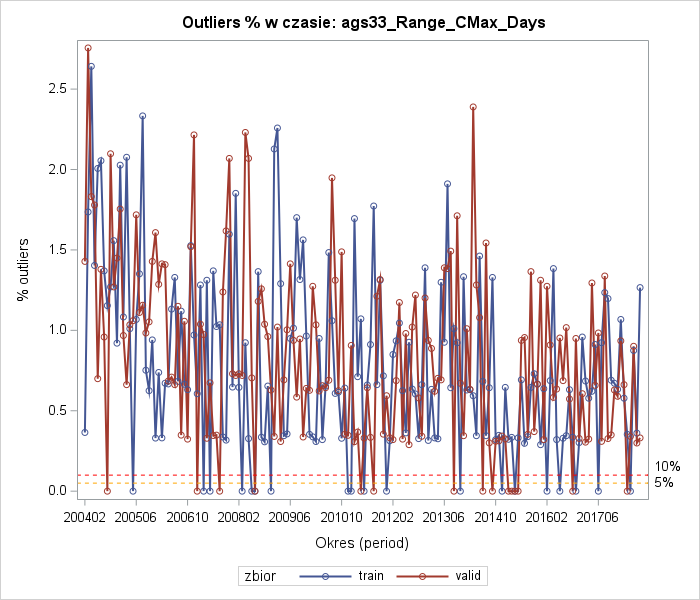 Outliers % w czasie: ags33_Range_CMax_Days
% outliers
2.5
2.0
1.5
1.0
0.5
0.0
10%
5%
200402 200506 200610 200802 200906 201010 201202 201306 201410 201602 201706
Okres (period)
zbior train valid